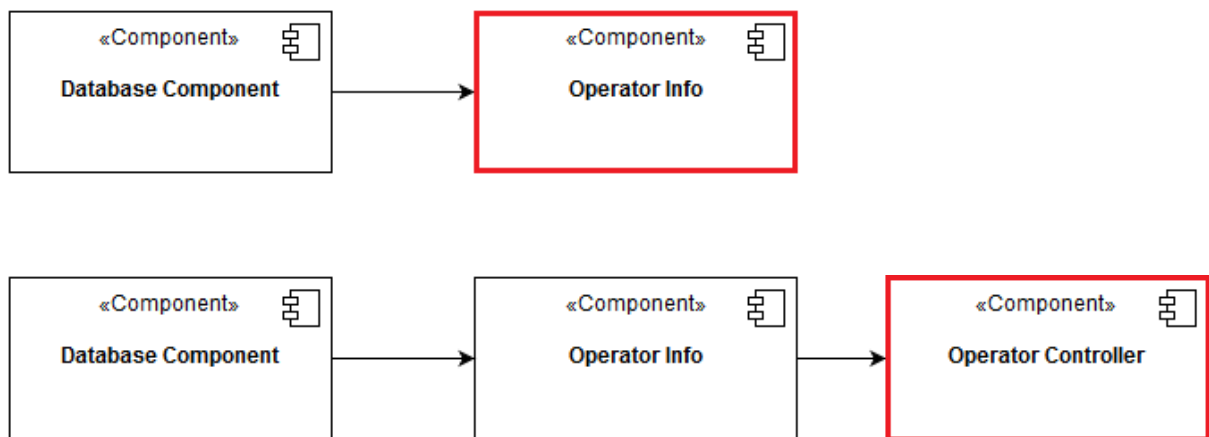 «Component»
Database Component
«Component»
Operator Info
«Component»
Database Component
«Component»
Operator Info
«Component»
Operator Controller